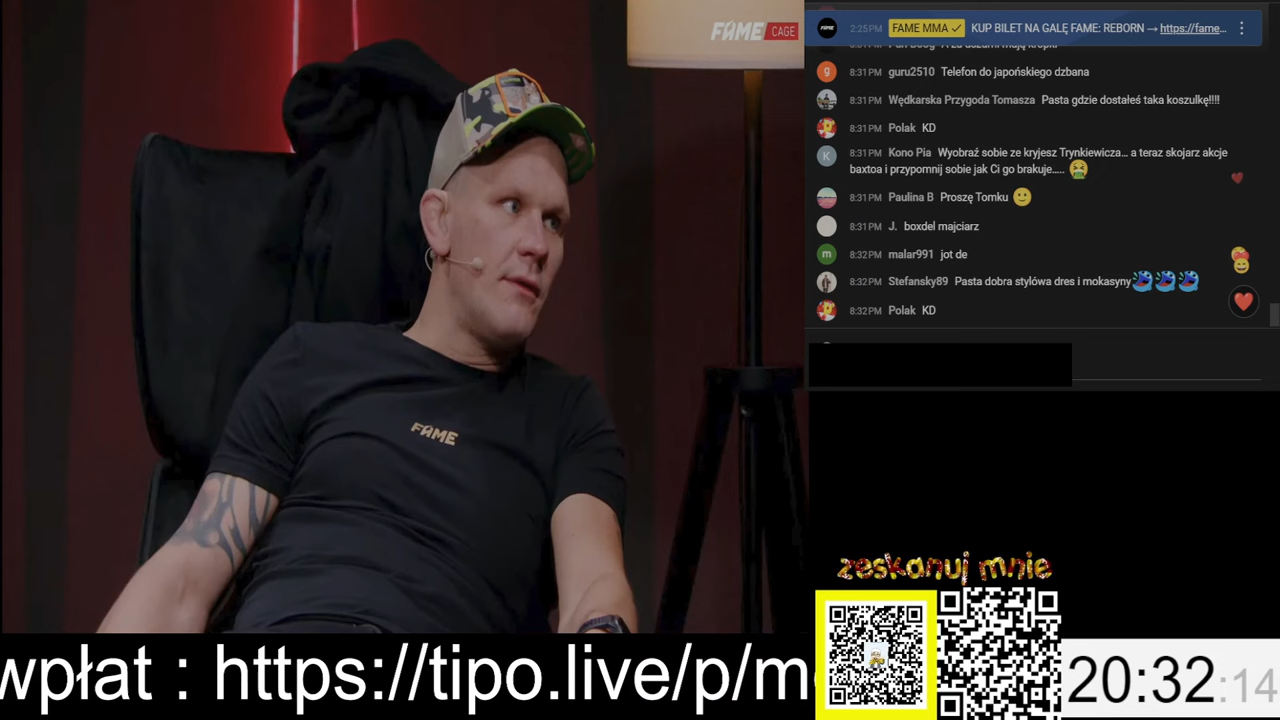 FAME CAGE
FAME
2:25 PM FAME MMA ✓ KUP BILET NA GALĘ FAME: REBORN → https://fame...
guru2510 8:31 PM Telefon do japońskiego dzbana
8:31 PM Wędkarska Przygoda Tomasza Pasta gdzie dostałeś taka koszulkę!!!!
8:31 PM Polak KD
K 8:31 PM Kono Pia Wyobraź sobie ze kryjesz Trynkiewicza... a teraz skojarz akcje
baxtoa i przypomnij sobie jak Ci go brakuje.....
8:31 PM Paulina B Proszę Tomku
8:31 PM J. boxdel majciarz
m 8:32 PM malar991 jot de
8:32 PM Stefansky89 Pasta dobra stylówa dres i mokasyny
8:32 PM Polak KD
zeskanuj mnie
wpłat : https://tipo.live/p/m
20:32:14